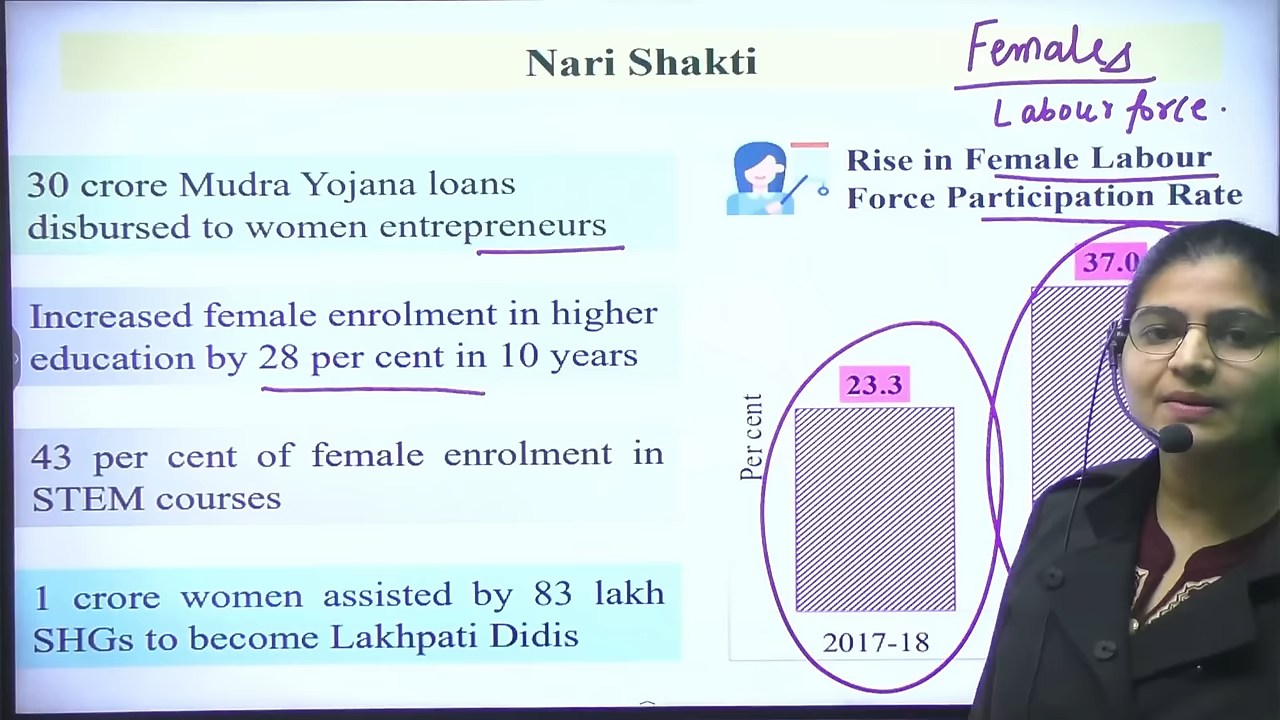 Nari Shakti
Females
Labour force.
30 crore Mudra Yojana loans
disbursed to women entrepreneurs
Increased female enrolment in higher
education by 28 per cent in 10 years
43 per cent of female enrolment in
STEM courses
1 crore women assisted by 83 lakh
SHGs to become Lakhpati Didis
Rise in Female Labour
Force Participation Rate
37.0
23.3
Per cent
2017-18